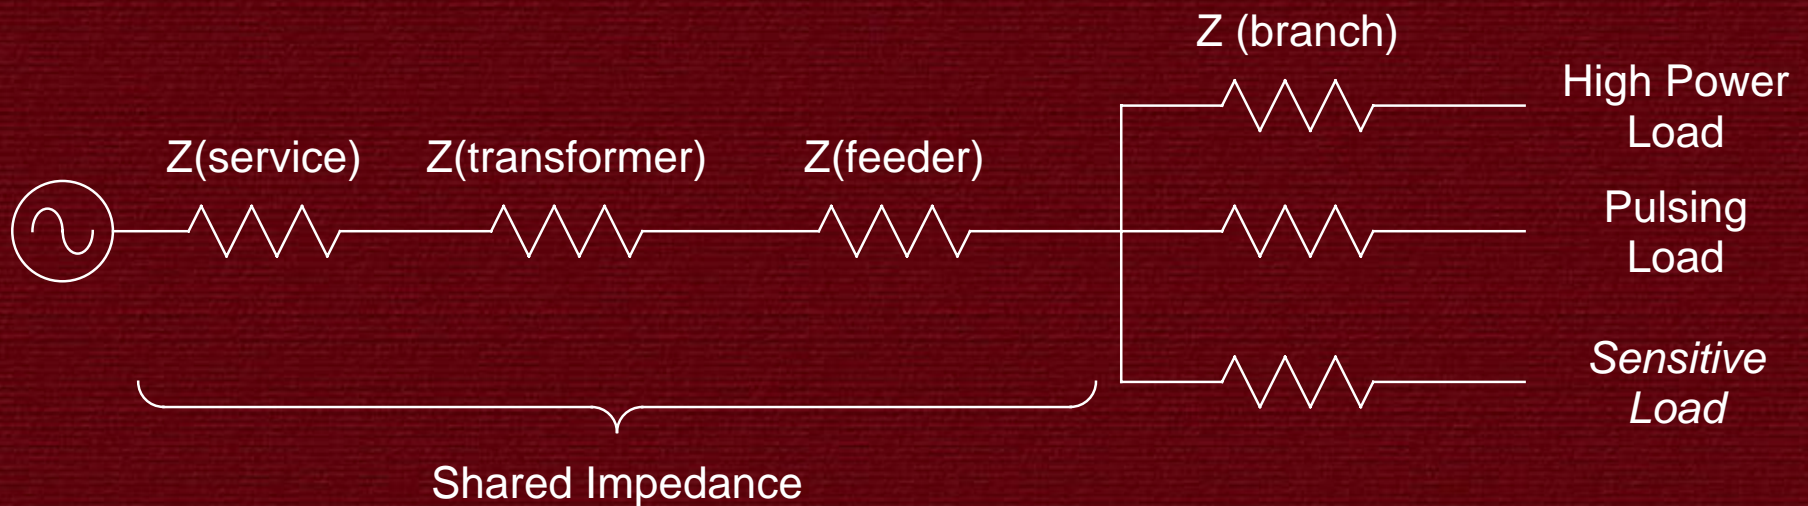 Z (branch)
High Power
Load
Z(service)
Z(transformer)
Z(feeder)
Pulsing
Load
Sensitive
Load
Shared Impedance